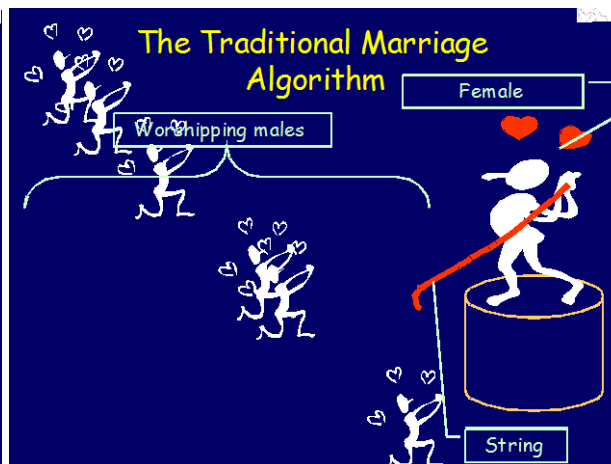 The Traditional Marriage
Algorithm
Female
Worshipping males
String